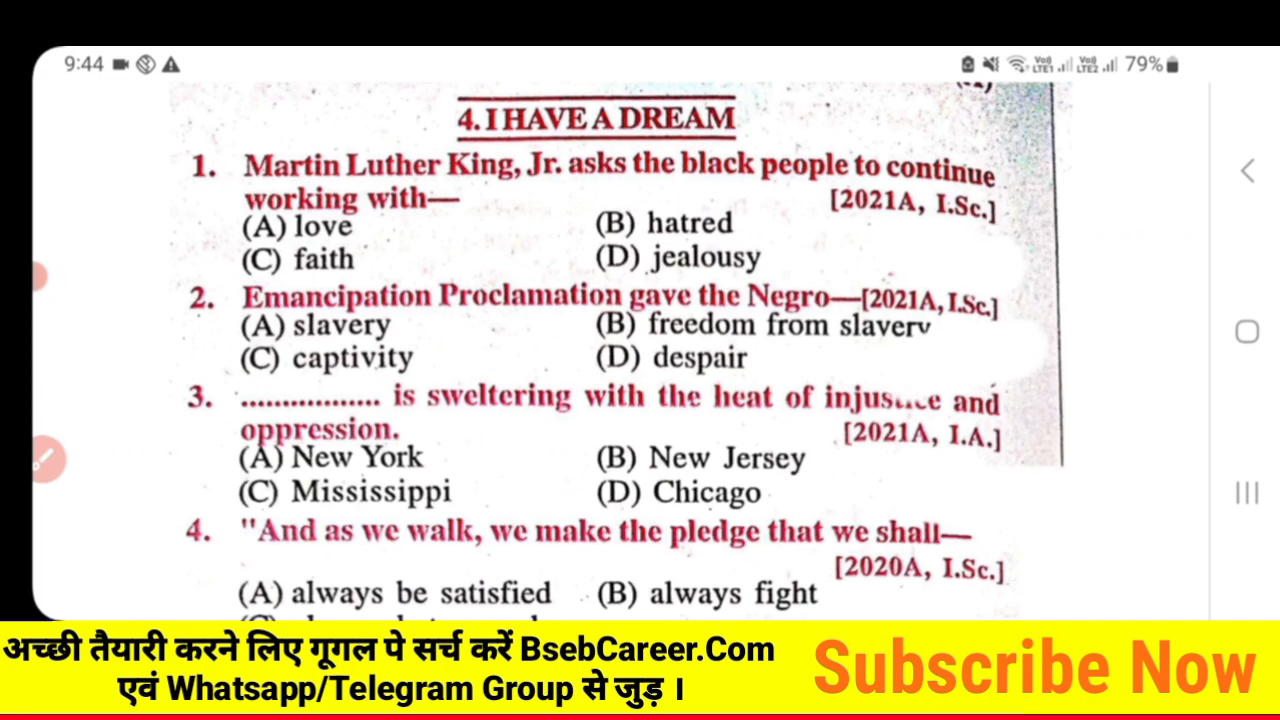 9:44
Vo)) LTE1 Vo)) LTE2 79%
4. I HAVE A DREAM
1. Martin Luther King, Jr. asks the black people to continue
working with— [2021A, I.Sc.]
(A) love (B) hatred
(C) faith (D) jealousy
2. Emancipation Proclamation gave the Negro—[2021A, I.Sc.]
(A) slavery (B) freedom from slavery
(C) captivity (D) despair
3. ................. is sweltering with the heat of injustice and
oppression. [2021A, I.A.]
(A) New York (B) New Jersey
(C) Mississippi (D) Chicago
4. "And as we walk, we make the pledge that we shall—
[2020A, I.Sc.]
(A) always be satisfied (B) always fight
अच्छी तैयारी करने लिए गूगल पे सर्च करें BsebCareer.Com
एवं Whatsapp/Telegram Group से जुड़ ।
Subscribe Now